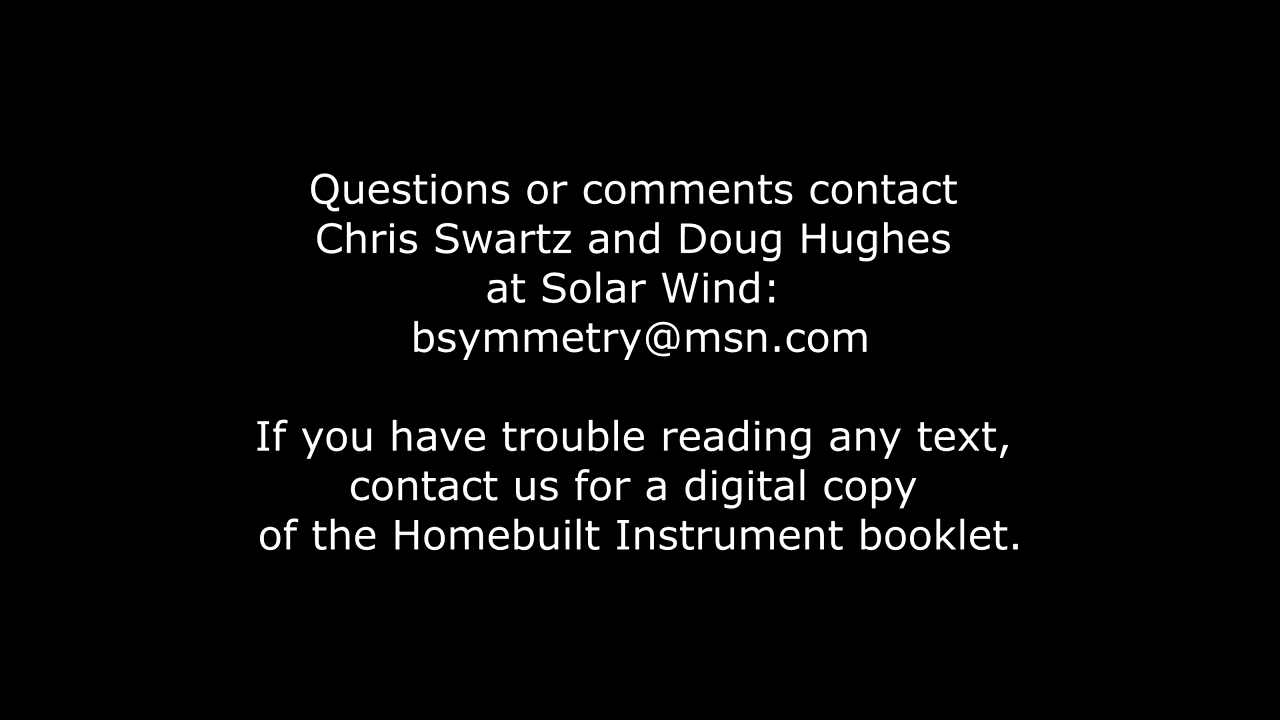 Questions or comments contact
Chris Swartz and Doug Hughes
at Solar Wind:
bsymmetry@msn.com
If you have trouble reading any text,
contact us for a digital copy
of the Homebuilt Instrument booklet.